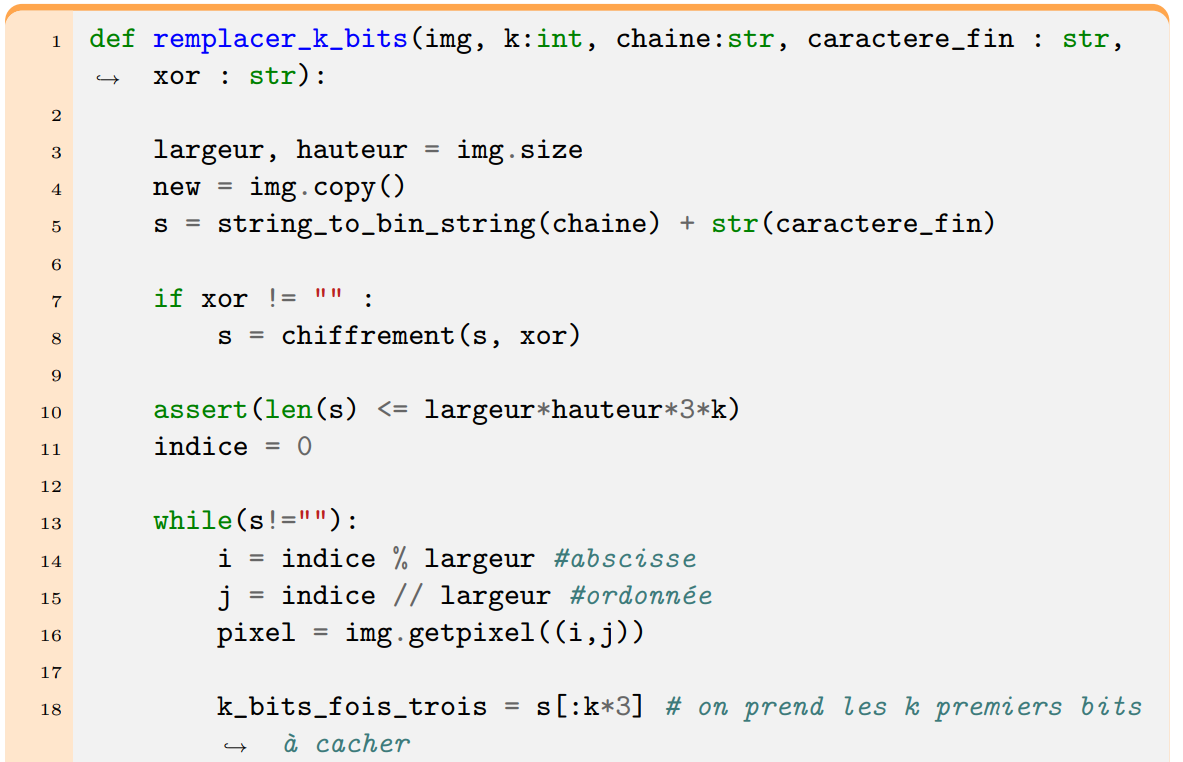 1 def remplacer_k_bits(img, k:int, chaine:str, caractere_fin : str,
↪ xor : str):
2
3 largeur, hauteur = img.size
4 new = img.copy()
5 s = string_to_bin_string(chaine) + str(caractere_fin)
6
7 if xor != "" :
8 s = chiffrement(s, xor)
9
10 assert(len(s) <= largeur*hauteur*3*k)
11 indice = 0
12
13 while(s!=""):
14 i = indice % largeur #abscisse
15 j = indice // largeur #ordonnée
16 pixel = img.getpixel((i,j))
17
18 k_bits_fois_trois = s[:k*3] # on prend les k premiers bits
↪ à cacher